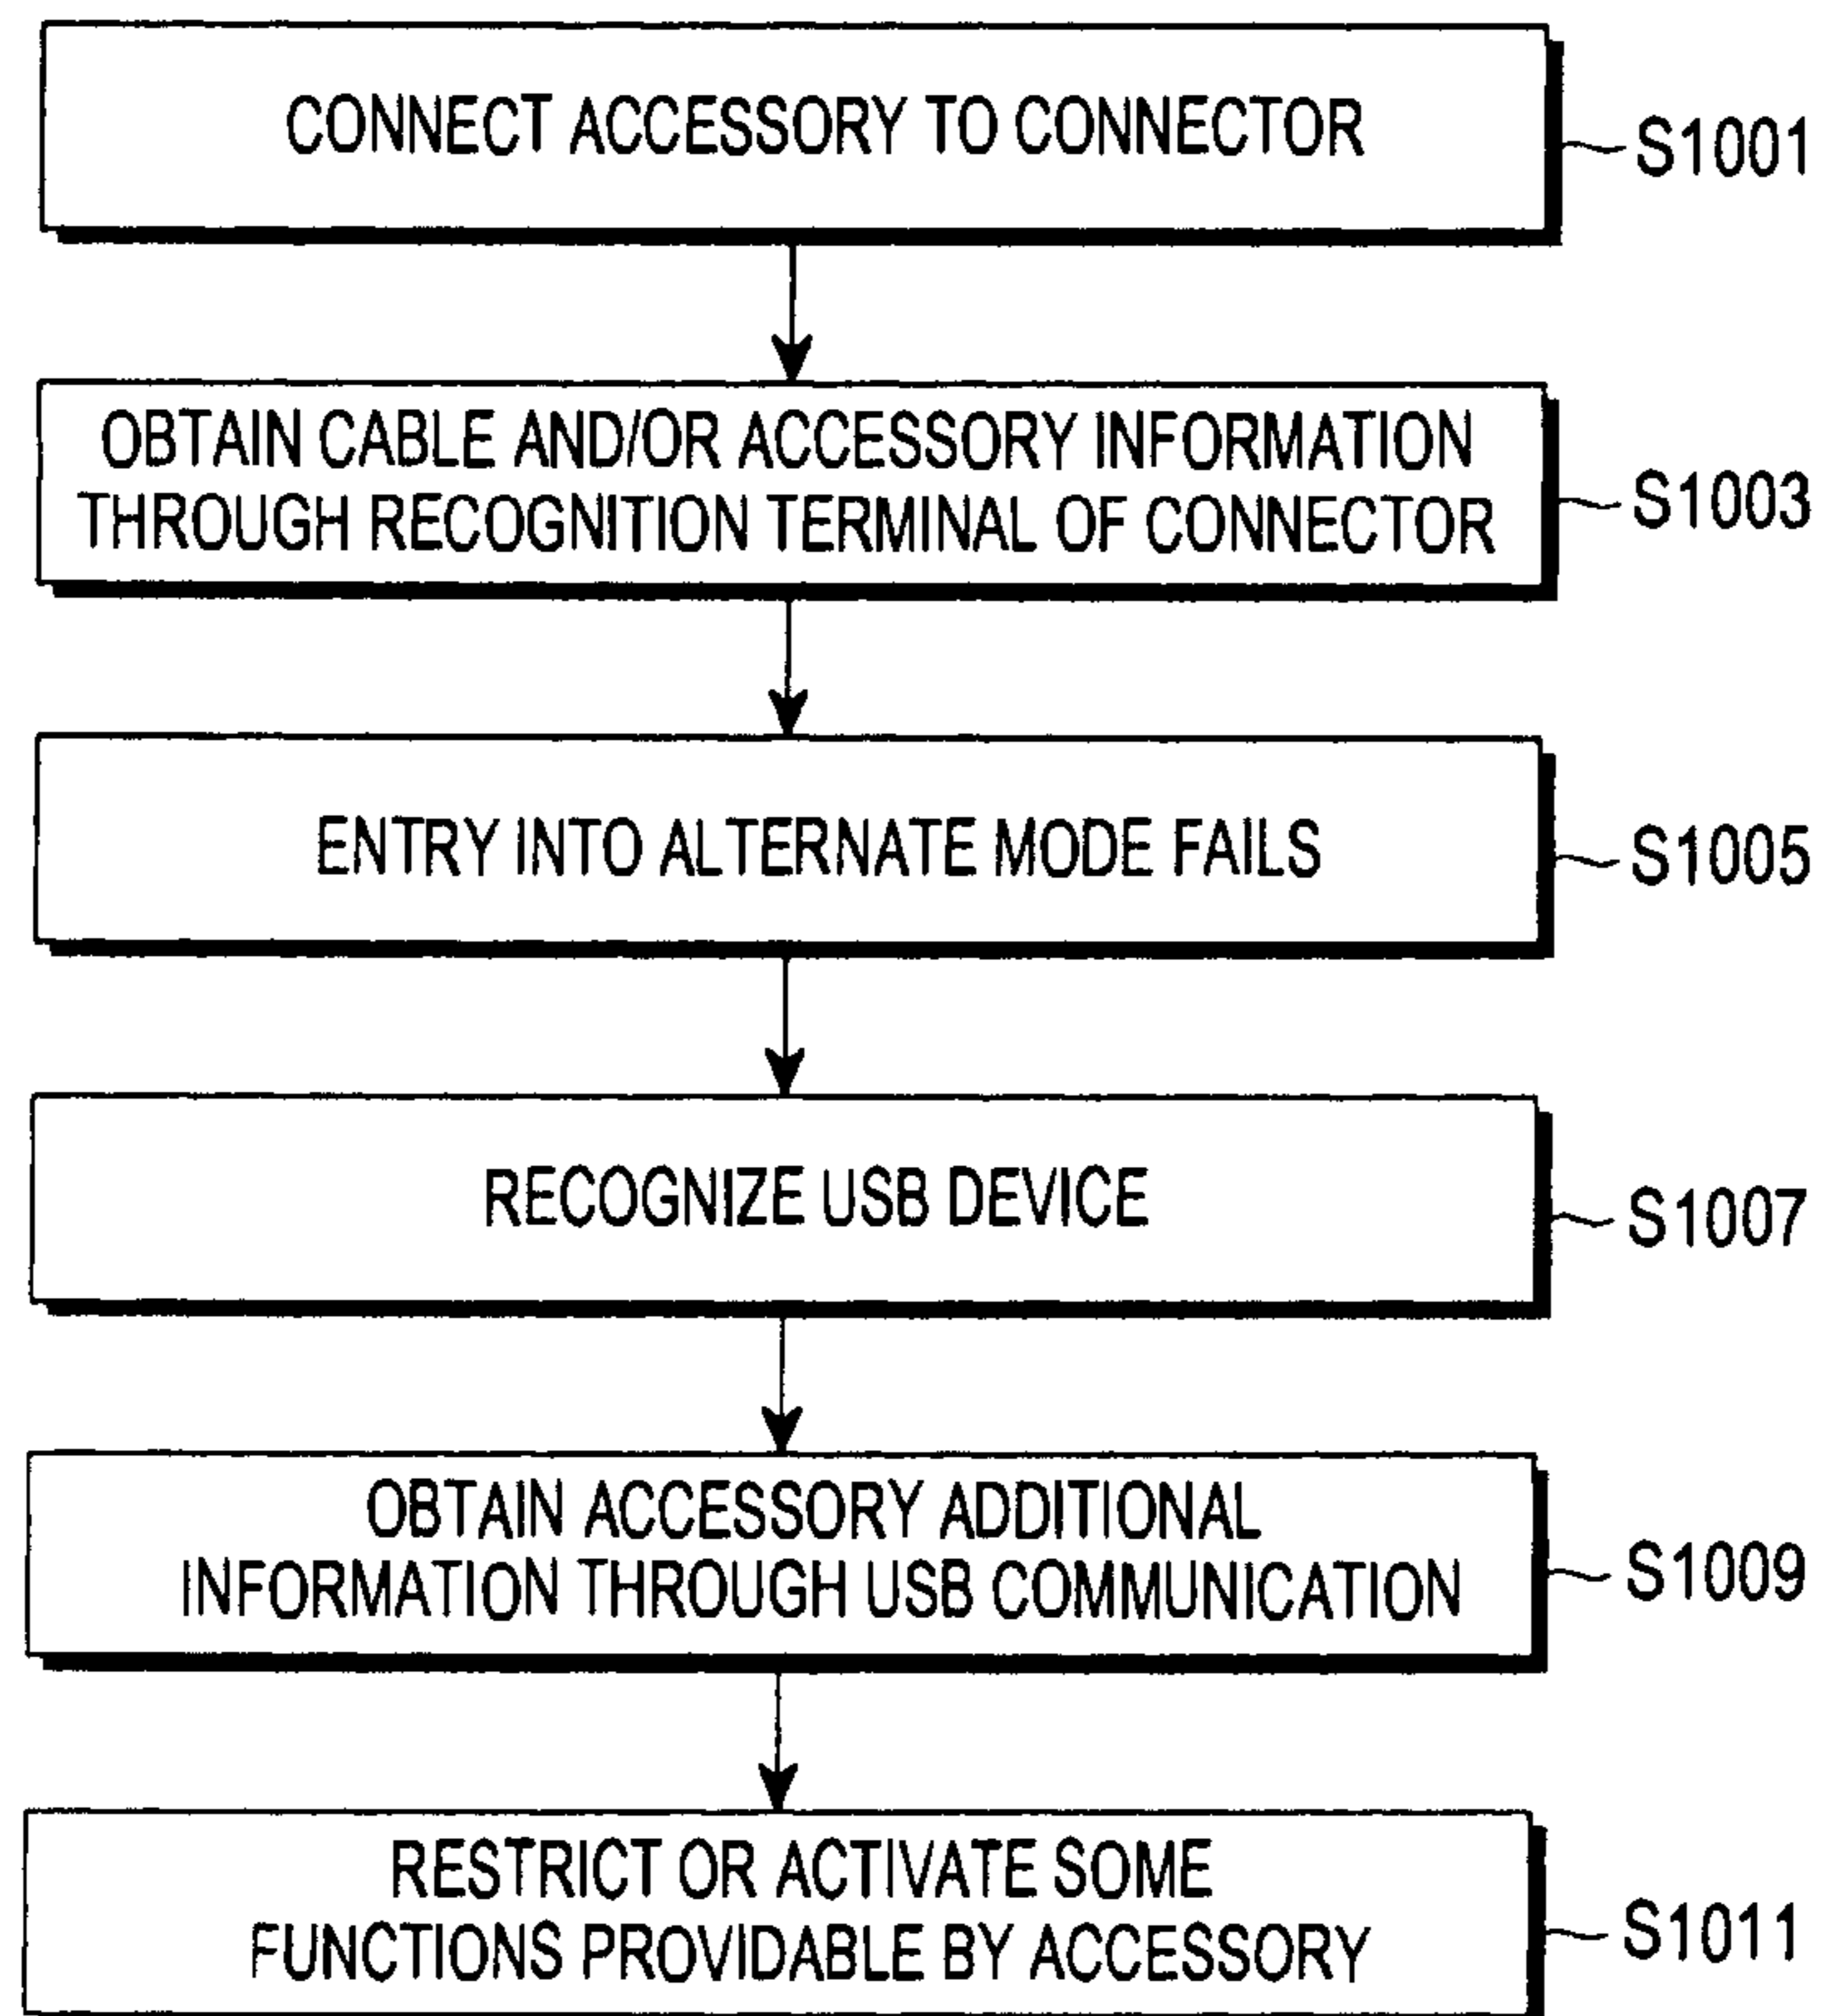 CONNECT ACCESSORY TO CONNECTOR
S1001
OBTAIN CABLE AND/OR ACCESSORY INFORMATION
THROUGH RECOGNITION TERMINAL OF CONNECTOR
S1003
ENTRY INTO ALTERNATE MODE FAILS
S1005
RECOGNIZE USB DEVICE
S1007
OBTAIN ACCESSORY ADDITIONAL
INFORMATION THROUGH USB COMMUNICATION
S1009
RESTRICT OR ACTIVATE SOME
FUNCTIONS PROVIDABLE BY ACCESSORY
S1011